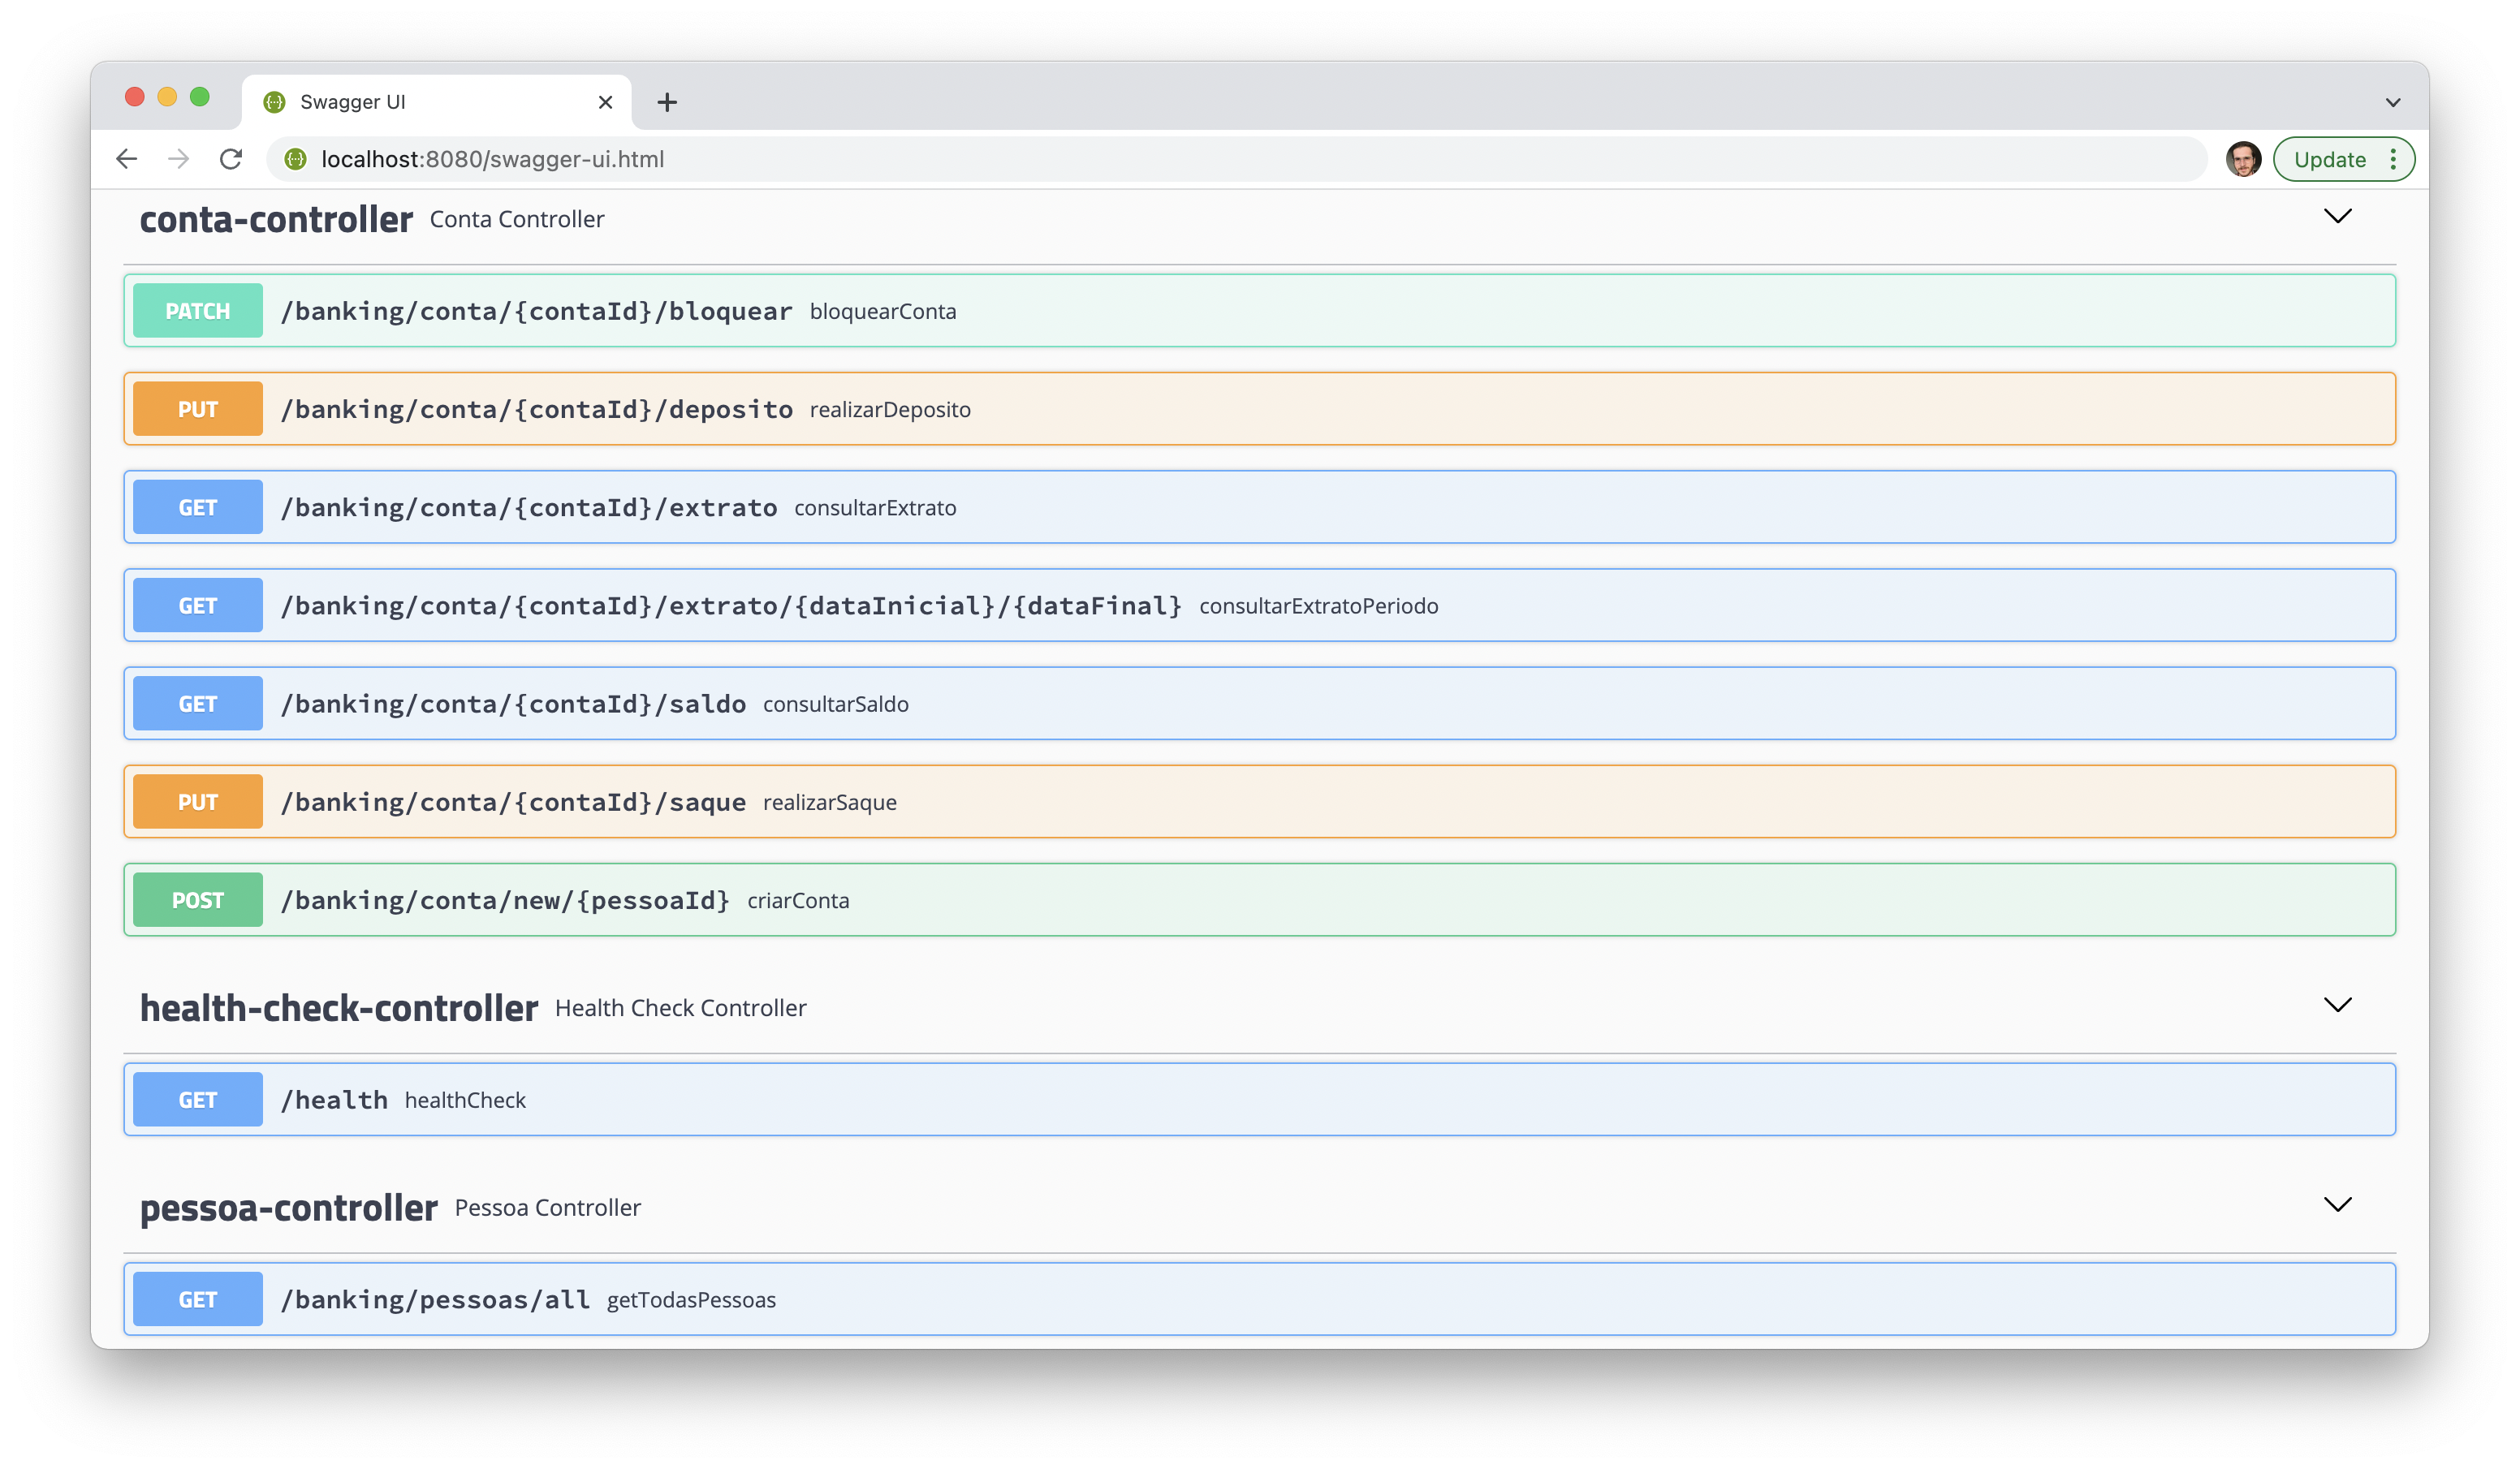 Swagger UI
localhost:8080/swagger-ui.html
Update
conta-controller Conta Controller
PATCH /banking/conta/{contaId}/bloquear bloquearConta
PUT /banking/conta/{contaId}/deposito realizarDeposito
GET /banking/conta/{contaId}/extrato consultarExtrato
GET /banking/conta/{contaId}/extrato/{dataInicial}/{dataFinal} consultarExtratoPeriodo
GET /banking/conta/{contaId}/saldo consultarSaldo
PUT /banking/conta/{contaId}/saque realizarSaque
POST /banking/conta/new/{pessoaId} criarConta
health-check-controller Health Check Controller
GET /health healthCheck
pessoa-controller Pessoa Controller
GET /banking/pessoas/all getTodasPessoas